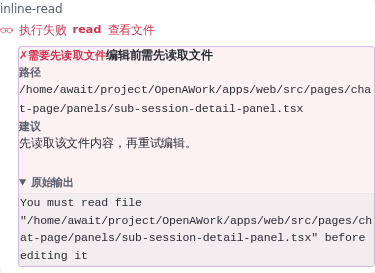 inline-read
执行失败 read 查看文件
✗需要先读取文件编辑前需先读取文件
路径
/home/await/project/OpenAWork/apps/web/src/pages/cha
t-page/panels/sub-session-detail-panel.tsx
建议
先读取该文件内容，再重试编辑。
▼ 原始输出
You must read file
"/home/await/project/OpenAWork/apps/web/src/pages/ch
at-page/panels/sub-session-detail-panel.tsx" before
editing it